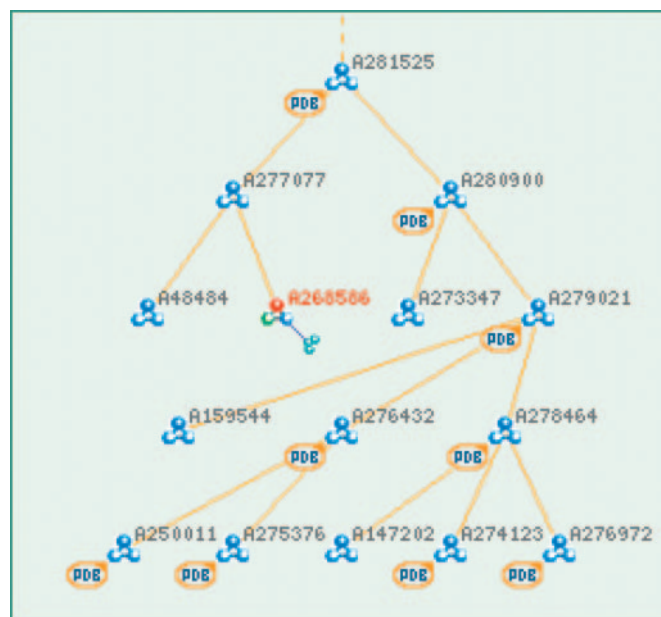 A281525
PDB
A277077
A280900
PDB
A48484
A268586
A273347
A279021
PDB
A159544
A276432
A278464
PDB
PDB
A250011
A275376
A147202
A274123
A276972
PDB
PDB
PDB
PDB